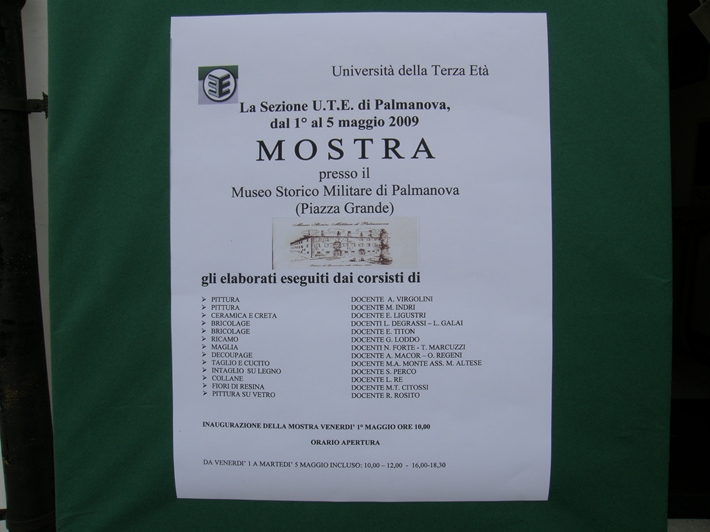 Università della Terza Età
La Sezione U.T.E. di Palmanova,
dal 1° al 5 maggio 2009
MOSTRA
presso il
Museo Storico Militare di Palmanova
(Piazza Grande)
gli elaborati eseguiti dai corsisti di
➢ PITTURA DOCENTE A. VIRGOLINI
➢ PITTURA DOCENTE M. INDRI
➢ CERAMICA E CRETA DOCENTE E. LIGUSTRI
➢ BRICOLAGE DOCENTI L. DEGRASSI – L. GALAI
➢ BRICOLAGE DOCENTE E. TITON
➢ RICAMO DOCENTE G. LODDO
➢ MAGLIA DOCENTI N. FORTE - T. MARCUZZI
➢ DECOUPAGE DOCENTE A. MACOR – O. REGENI
➢ TAGLIO E CUCITO DOCENTE M.A. MONTE ASS. M. ALTESE
➢ INTAGLIO SU LEGNO DOCENTE S. PERCO
➢ COLLANE DOCENTE L. RE
➢ FIORI DI RESINA DOCENTE M.T. CITOSSI
➢ PITTURA SU VETRO DOCENTE R. ROSITO
INAUGURAZIONE DELLA MOSTRA VENERDI' 1° MAGGIO ORE 10,00
ORARIO APERTURA
DA VENERDI' 1 A MARTEDI' 5 MAGGIO INCLUSO: 10,00 – 12,00 - 16,00-18,30